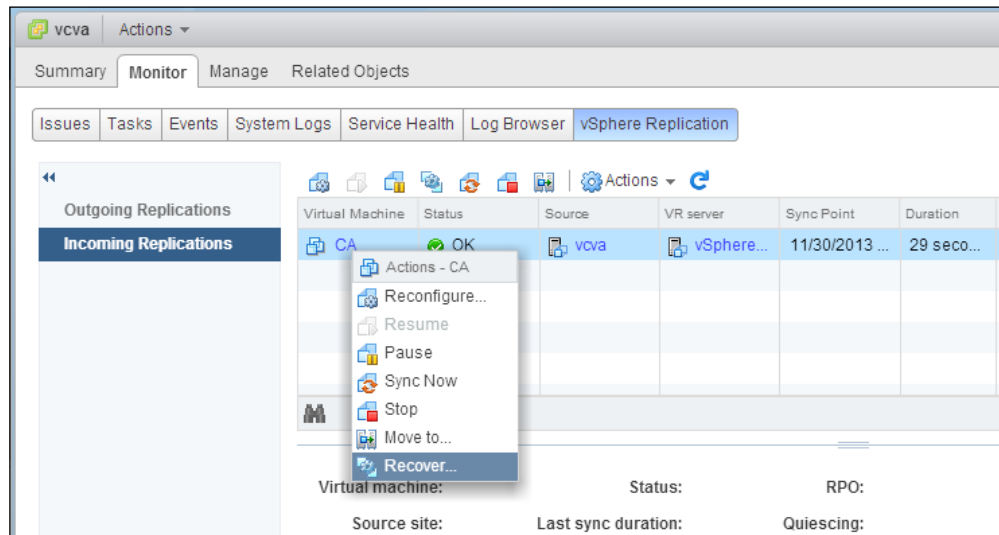 vcva Actions
Summary Monitor Manage Related Objects
Issues Tasks Events System Logs Service Health Log Browser vSphere Replication
Actions
Outgoing Replications
Incoming Replications
Virtual Machine Status Source VR server Sync Point Duration
CA OK vcva vSphere... 11/30/2013 ... 29 seco...
Actions - CA
Reconfigure...
Resume
Pause
Sync Now
Stop
Move to...
Recover...
Virtual machine: Status: RPO:
Source site: Last sync duration: Quiescing: